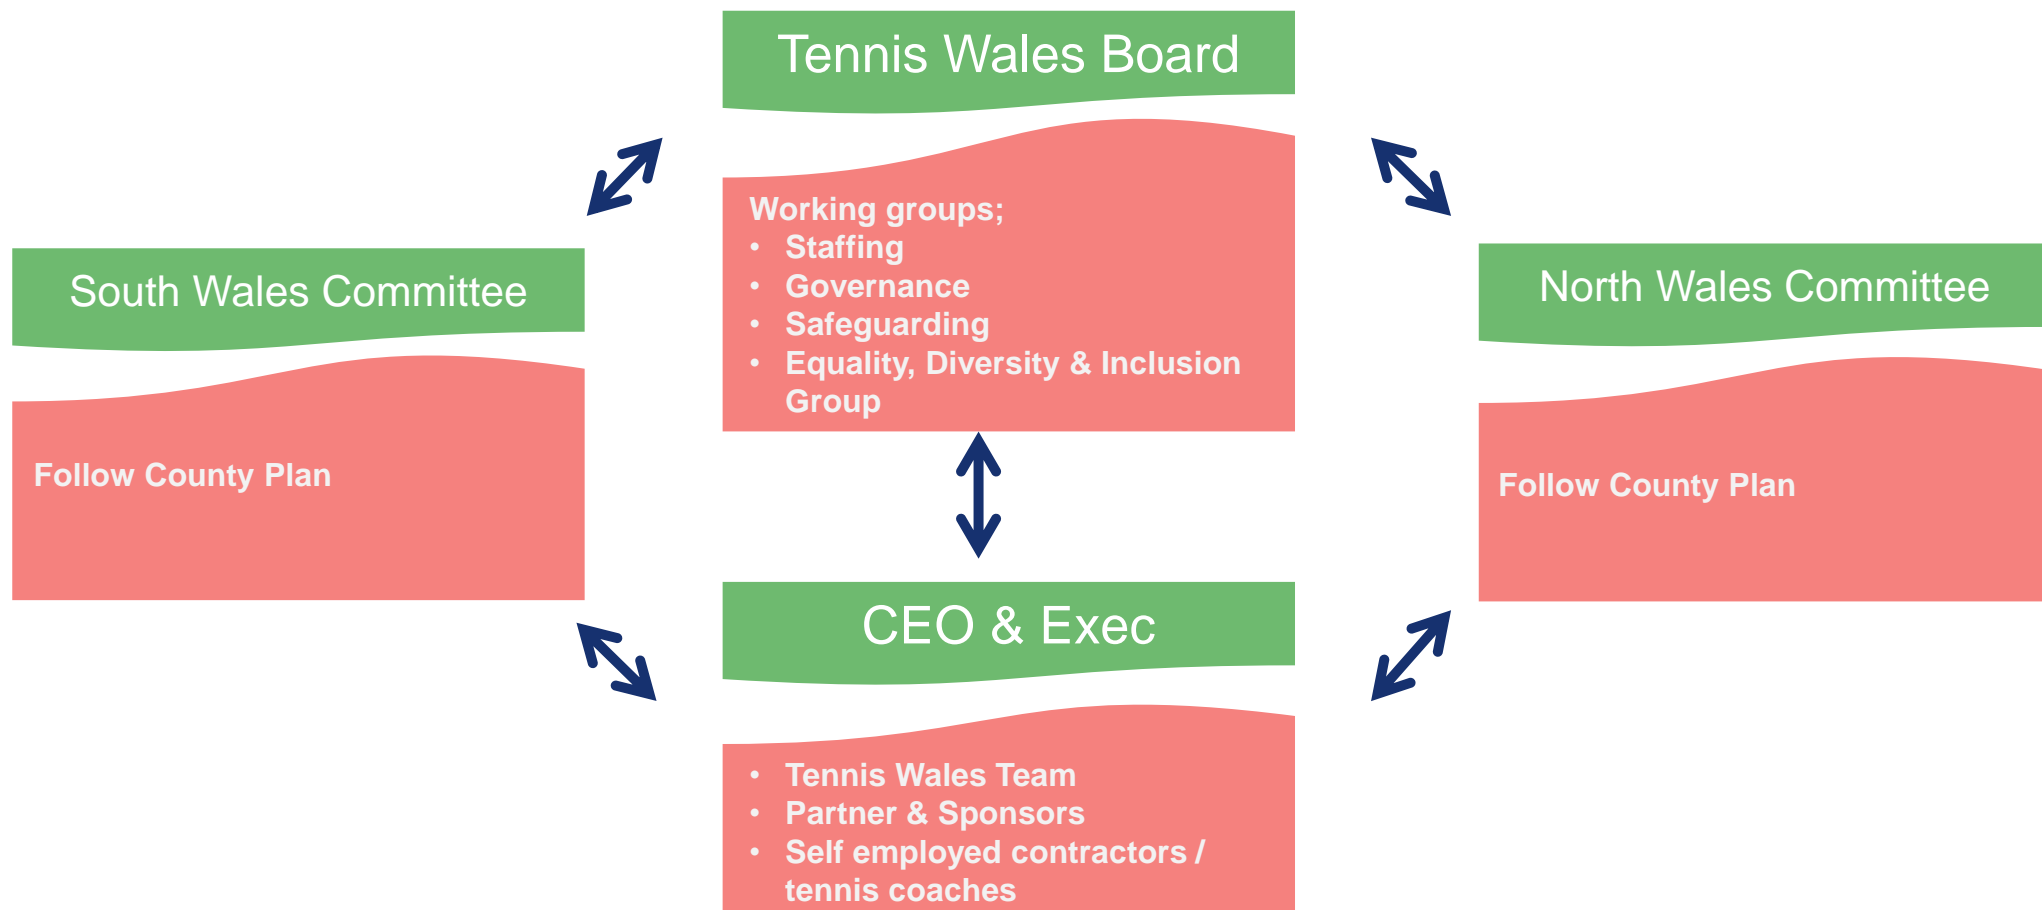 Tennis Wales Board
Working groups;
• Staffing
• Governance
• Safeguarding
• Equality, Diversity & Inclusion
Group
South Wales Committee
Follow County Plan
North Wales Committee
Follow County Plan
CEO & Exec
• Tennis Wales Team
• Partner & Sponsors
• Self employed contractors /
tennis coaches